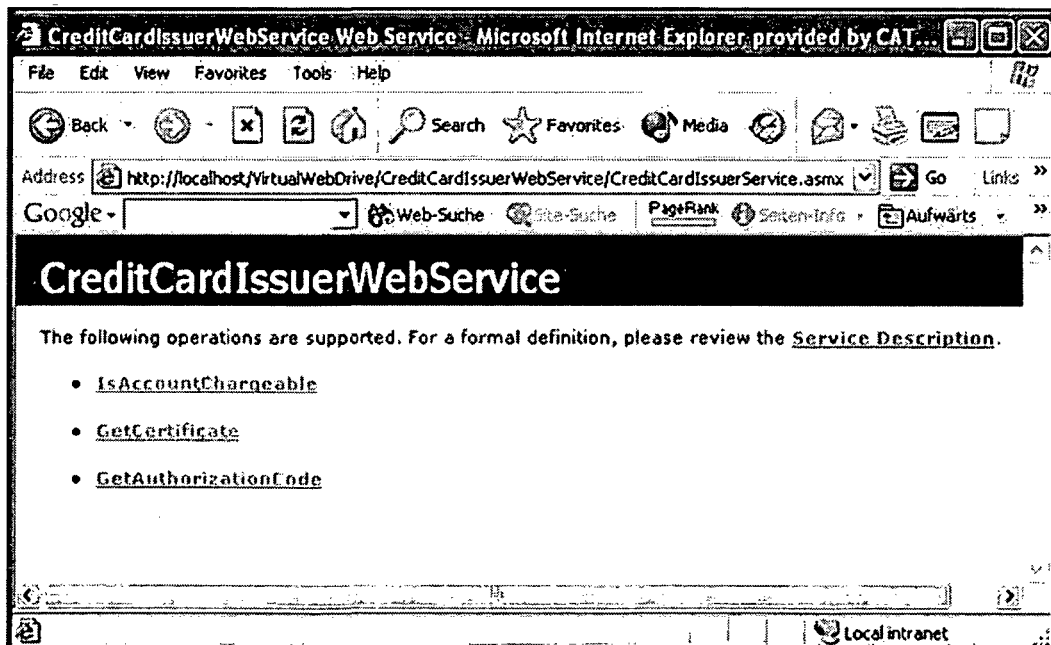 CreditCardIssuerWebService Web Service - Microsoft Internet Explorer provided by CAT...
File Edit View Favorites Tools Help
Back Search Favorites Media
Address http://localhost/VirtualWebDrive/CreditCardIssuerWebService/CreditCardIssuerService.asmx Go Links »
Google Web-Suche Site-Suche PageRank Seiten-Info Aufwärts »
CreditCardIssuerWebService
The following operations are supported. For a formal definition, please review the Service Description.
• IsAccountChargeable
• GetCertificate
• GetAuthorizationCode
Local intranet